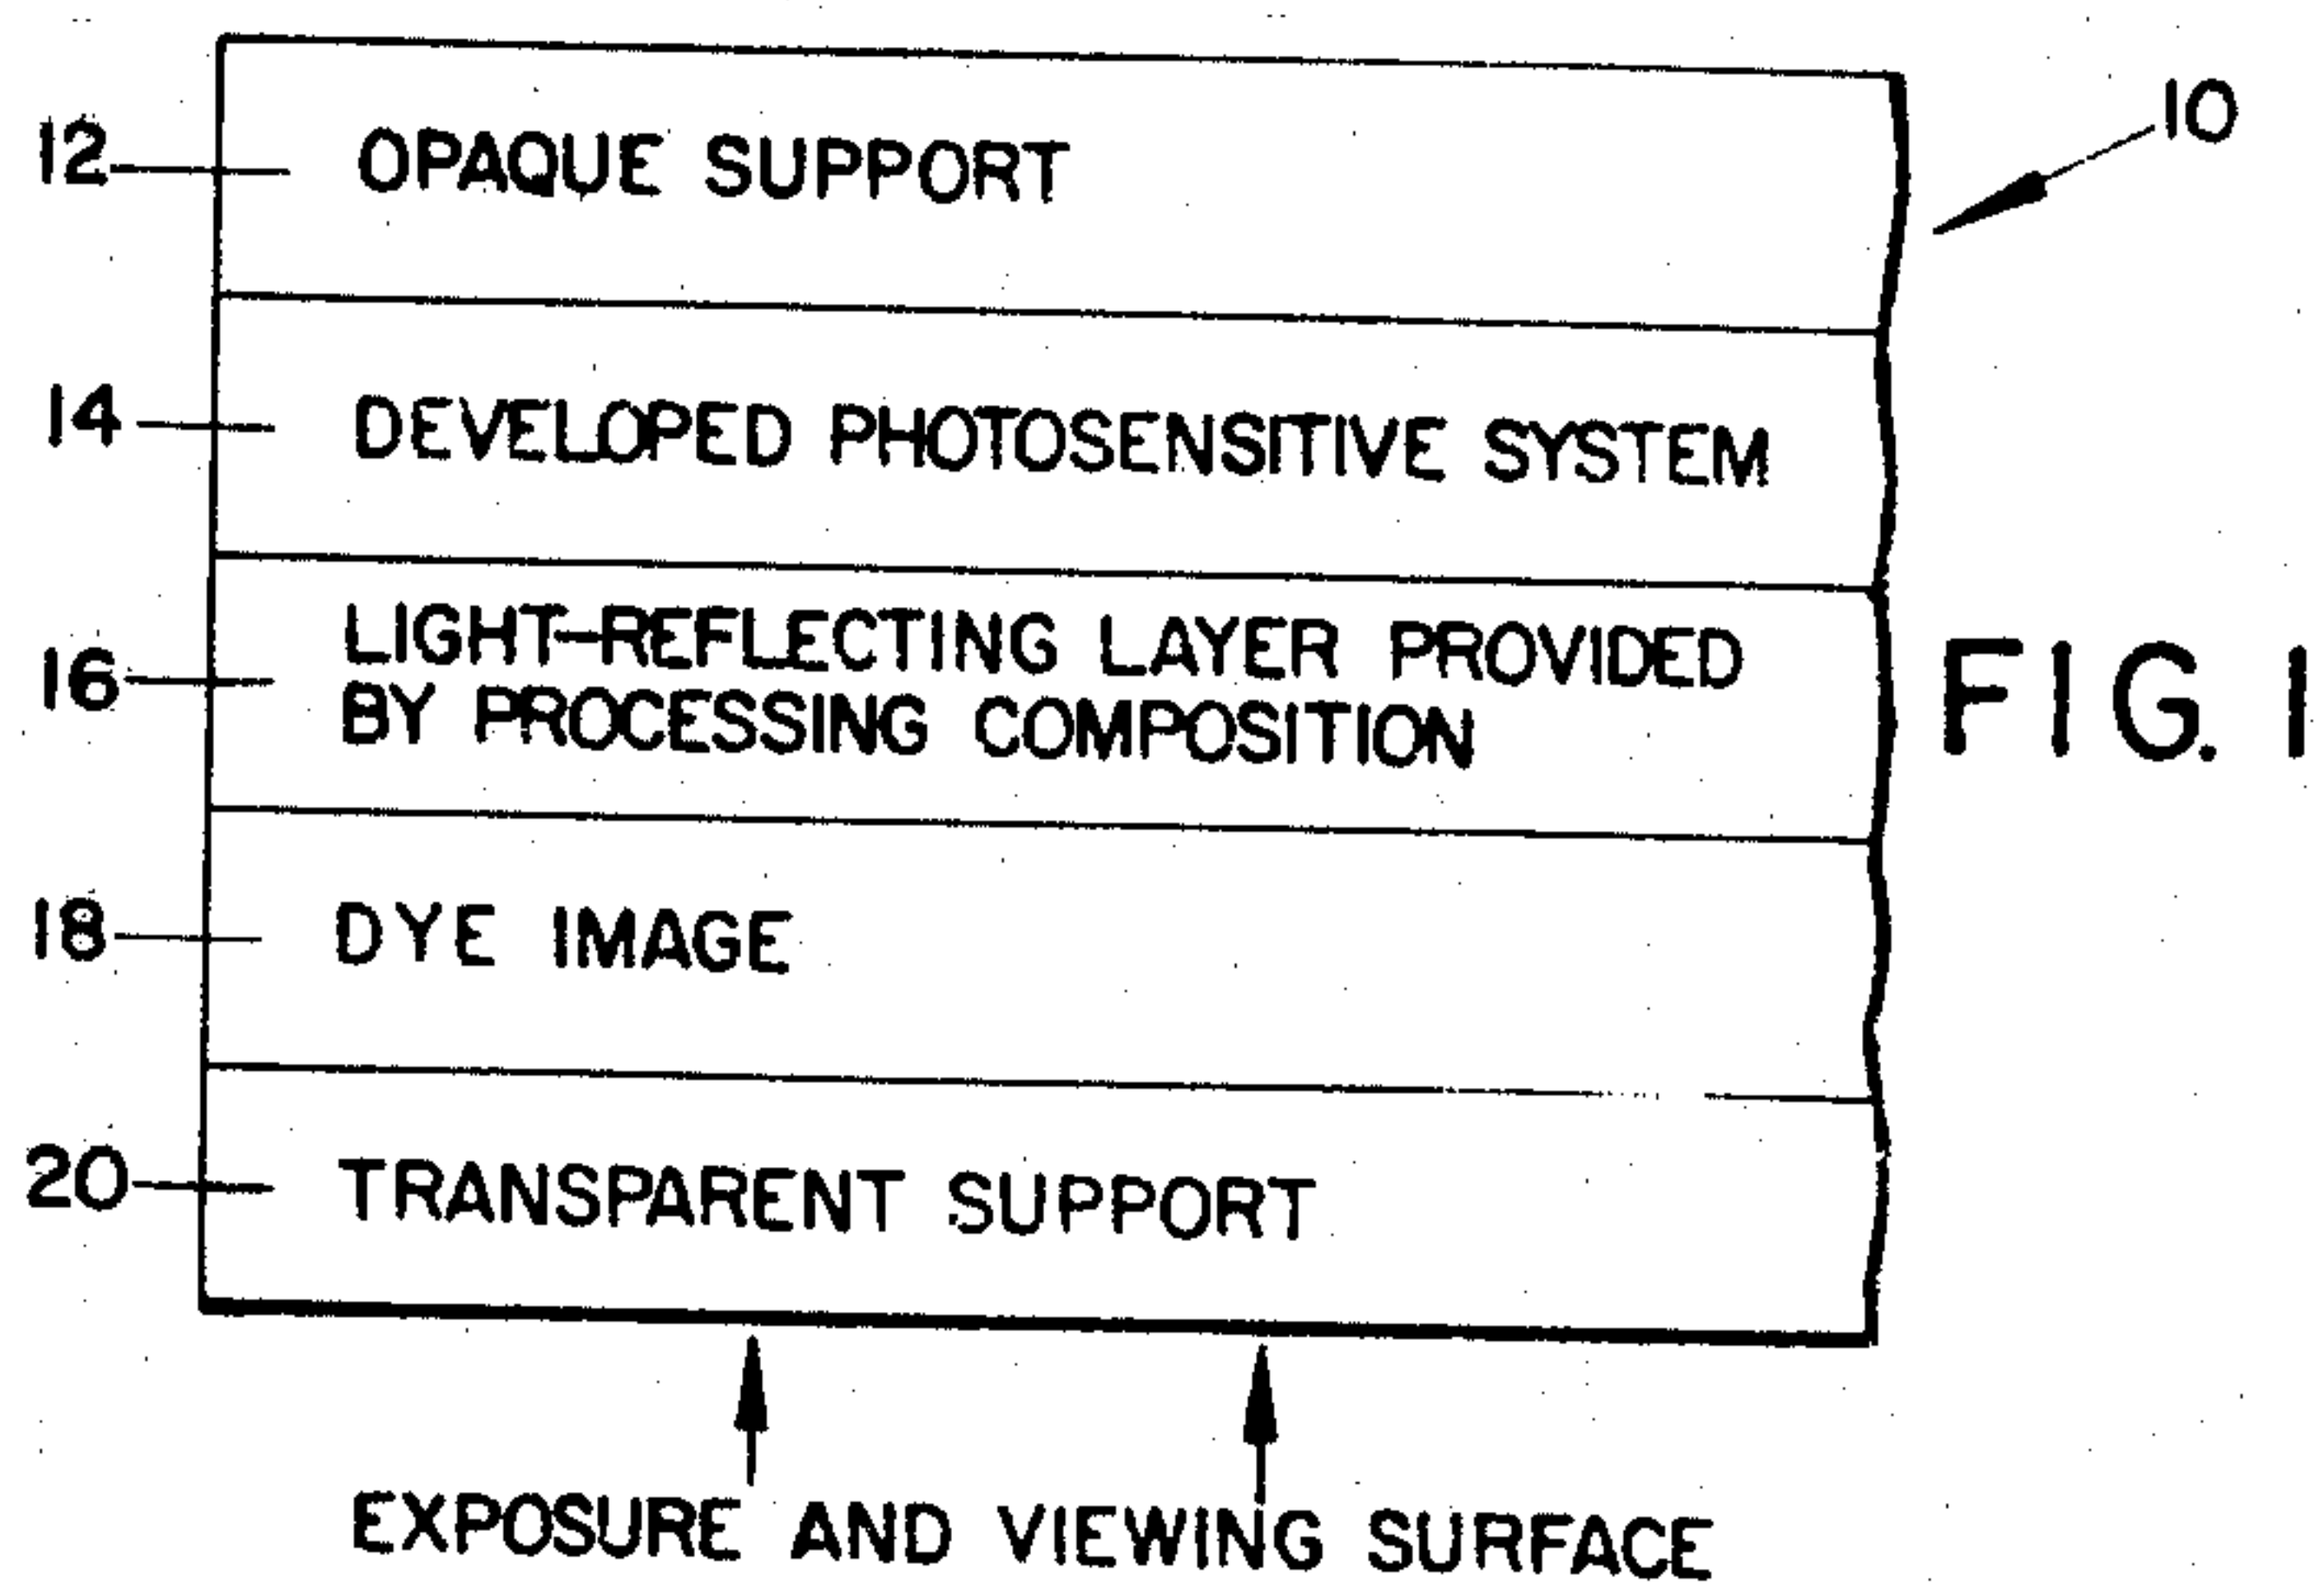 10
12 OPAQUE SUPPORT
14 DEVELOPED PHOTOSENSITIVE SYSTEM
16 LIGHT-REFLECTING LAYER PROVIDED
BY PROCESSING COMPOSITION
FIG. 1
18 DYE IMAGE
20 TRANSPARENT SUPPORT
EXPOSURE AND VIEWING SURFACE